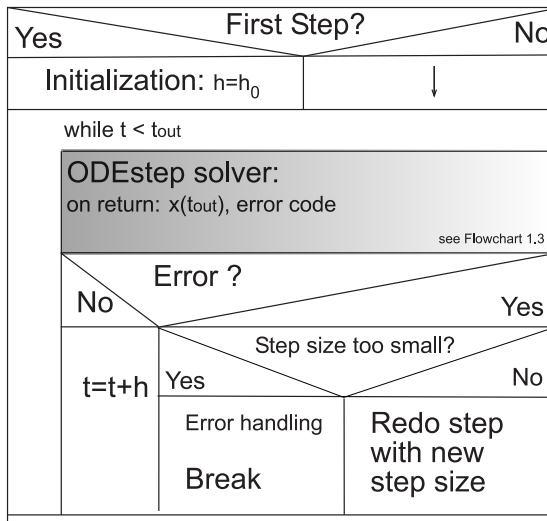 First Step?
Yes
No
Initialization: h=h0
while t < tout
ODEstep solver:
on return: x(tout), error code
see Flowchart 1.3
Error ?
No
Yes
Step size too small?
t=t+h
Yes
No
Error handling
Break
Redo step
with new
step size